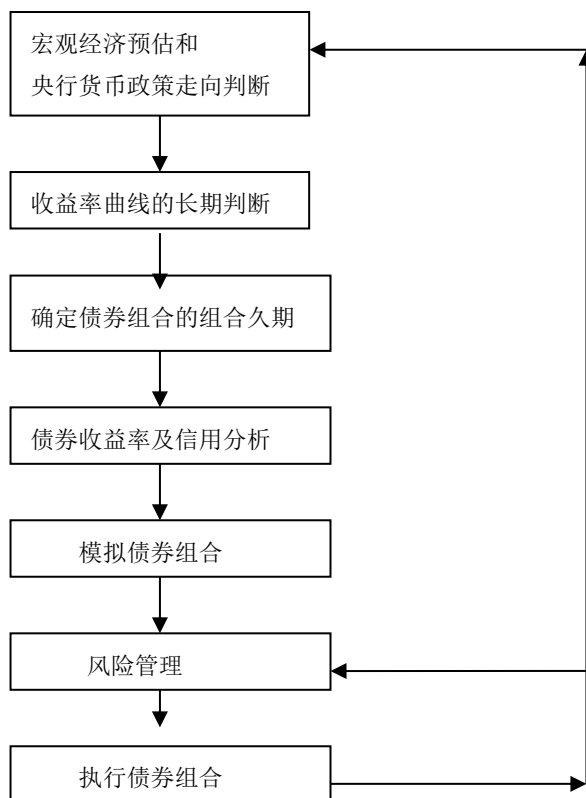 宏观经济预估和
央行货币政策走向判断
收益率曲线的长期判断
确定债券组合的组合久期
债券收益率及信用分析
模拟债券组合
风险管理
执行债券组合